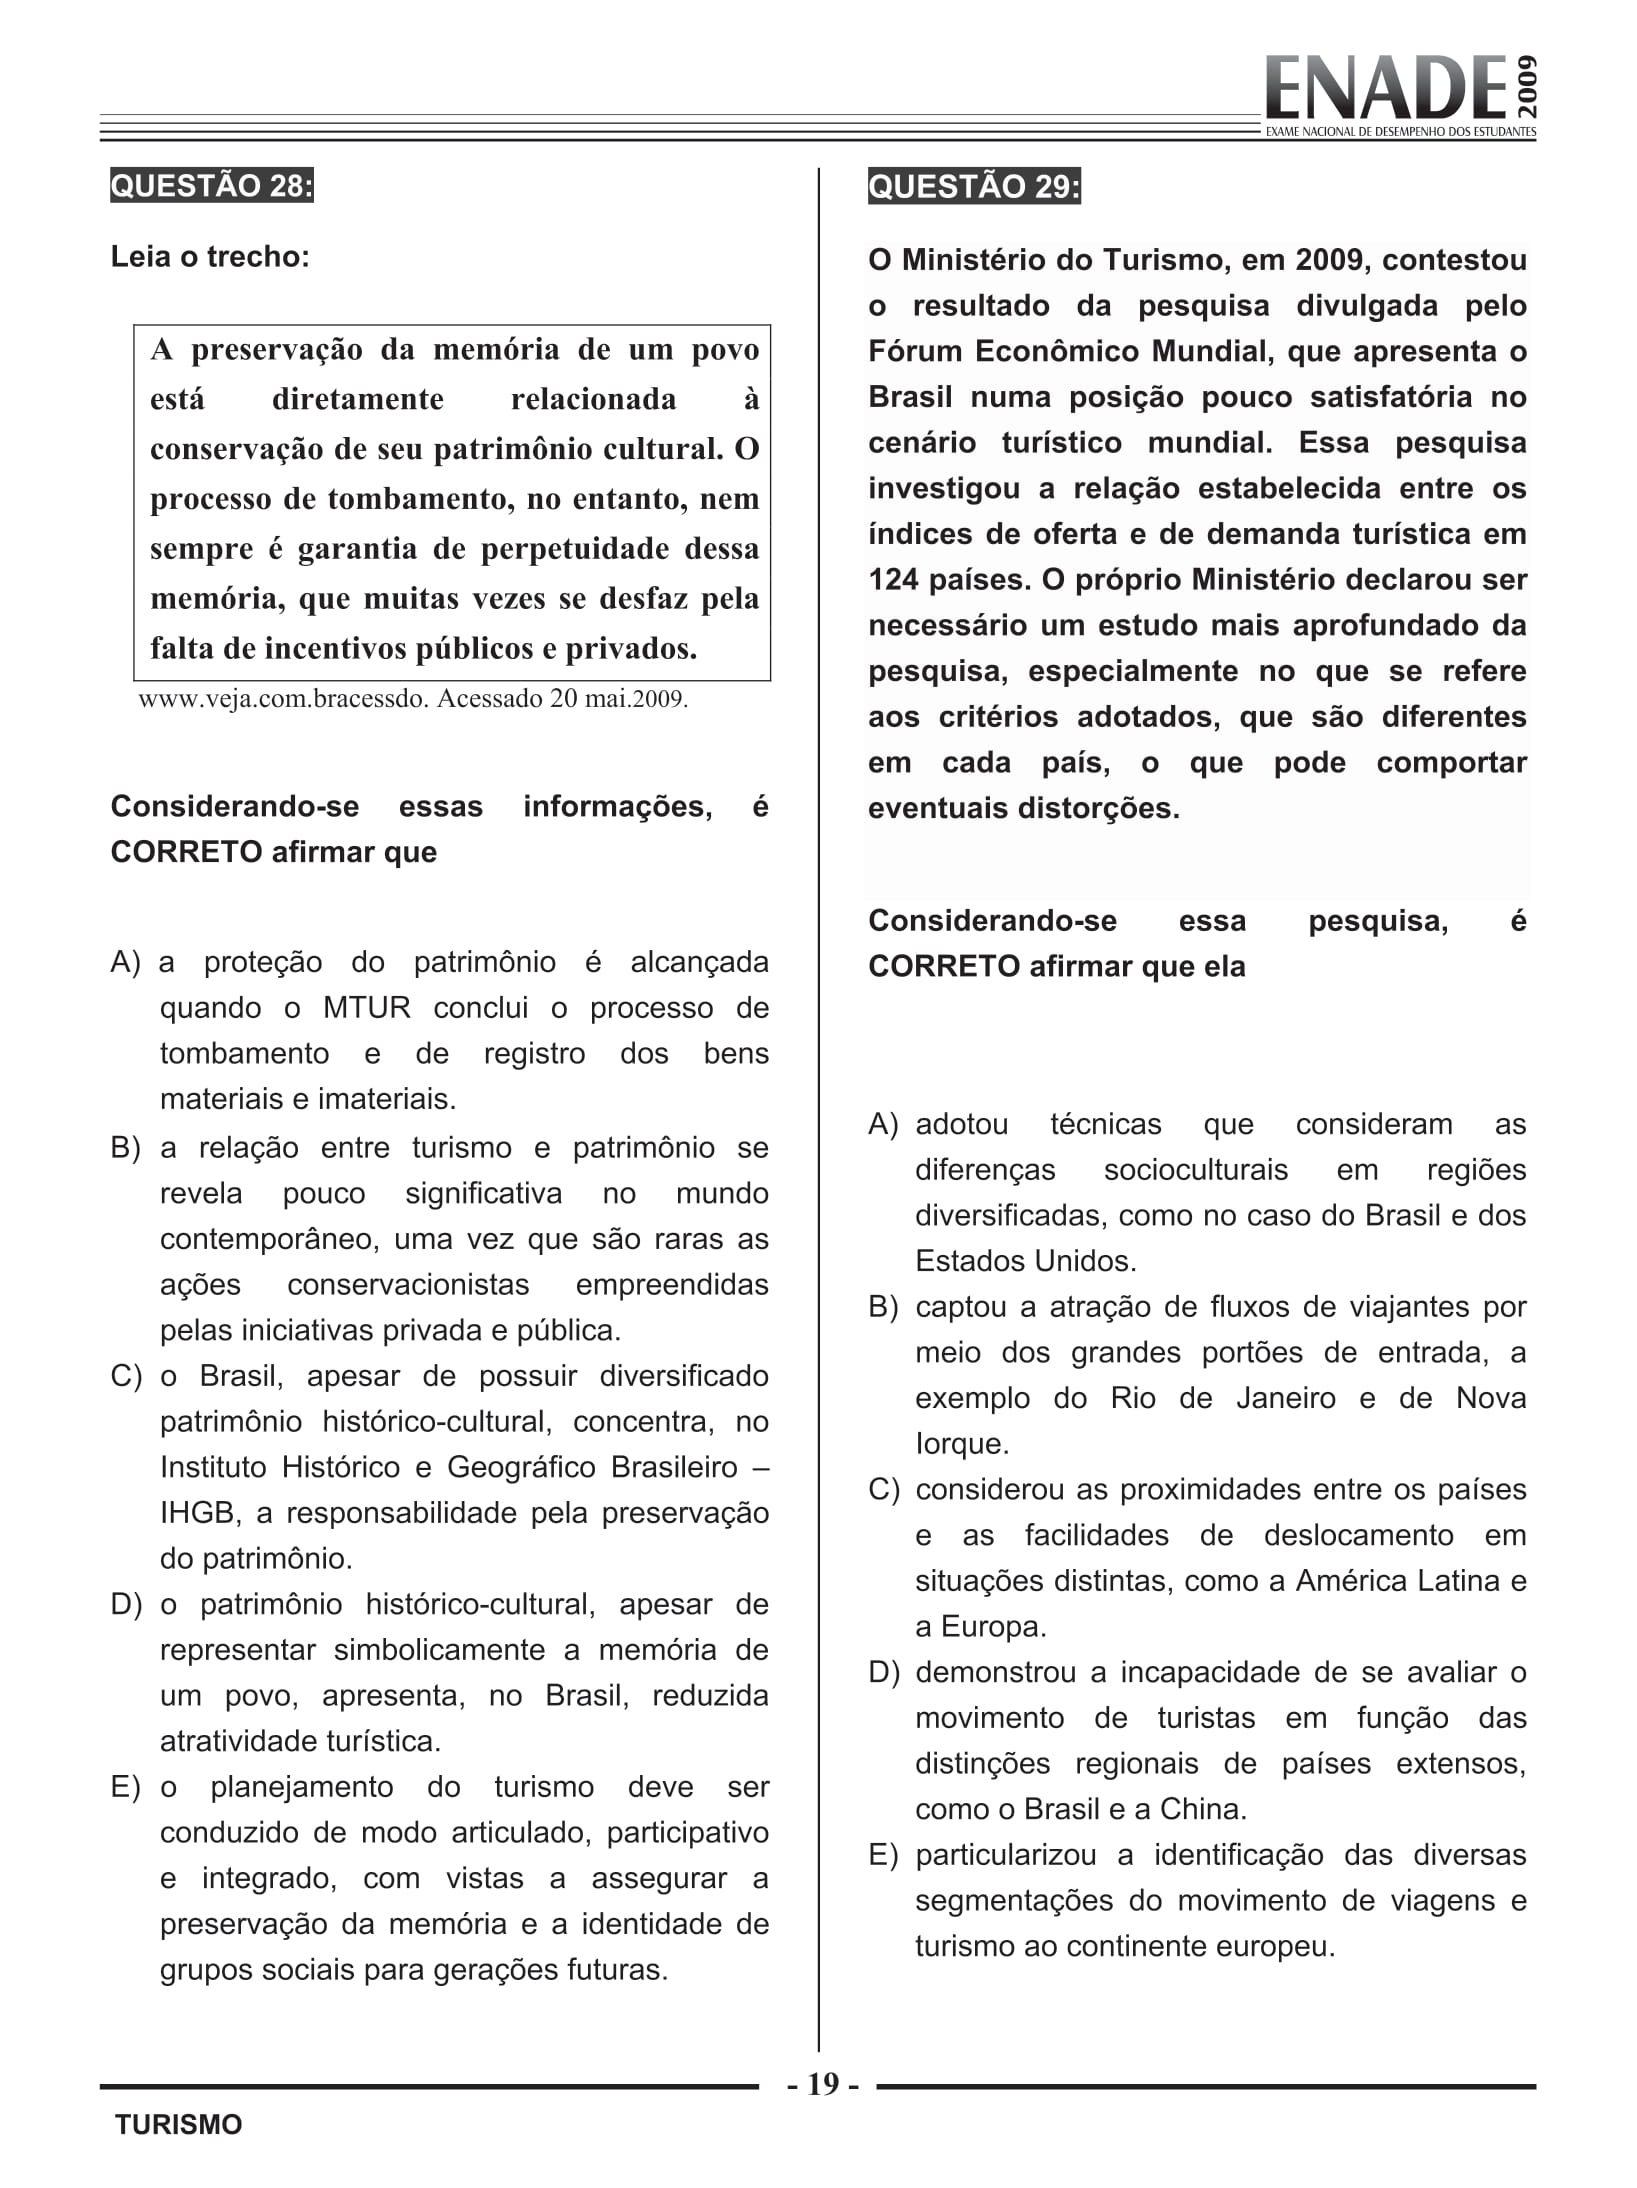 ENADE 2009
EXAME NACIONAL DE DESEMPENHO DOS ESTUDANTES
QUESTÃO 28:
Leia o trecho:
A preservação da memória de um povo
está diretamente relacionada à
conservação de seu patrimônio cultural. O
processo de tombamento, no entanto, nem
sempre é garantia de perpetuidade dessa
memória, que muitas vezes se desfaz pela
falta de incentivos públicos e privados.
www.veja.com.bracessdo. Acessado 20 mai.2009.
Considerando-se essas informações, é
CORRETO afirmar que
A) a proteção do patrimônio é alcançada
quando o MTUR conclui o processo de
tombamento e de registro dos bens
materiais e imateriais.
B) a relação entre turismo e patrimônio se
revela pouco significativa no mundo
contemporâneo, uma vez que são raras as
ações conservacionistas empreendidas
pelas iniciativas privada e pública.
C) o Brasil, apesar de possuir diversificado
patrimônio histórico-cultural, concentra, no
Instituto Histórico e Geográfico Brasileiro –
IHGB, a responsabilidade pela preservação
do patrimônio.
D) o patrimônio histórico-cultural, apesar de
representar simbolicamente a memória de
um povo, apresenta, no Brasil, reduzida
atratividade turística.
E) o planejamento do turismo deve ser
conduzido de modo articulado, participativo
e integrado, com vistas a assegurar a
preservação da memória e a identidade de
grupos sociais para gerações futuras.
QUESTÃO 29:
O Ministério do Turismo, em 2009, contestou
o resultado da pesquisa divulgada pelo
Fórum Econômico Mundial, que apresenta o
Brasil numa posição pouco satisfatória no
cenário turístico mundial. Essa pesquisa
investigou a relação estabelecida entre os
índices de oferta e de demanda turística em
124 países. O próprio Ministério declarou ser
necessário um estudo mais aprofundado da
pesquisa, especialmente no que se refere
aos critérios adotados, que são diferentes
em cada país, o que pode comportar
eventuais distorções.
Considerando-se essa pesquisa, é
CORRETO afirmar que ela
A) adotou técnicas que consideram as
diferenças socioculturais em regiões
diversificadas, como no caso do Brasil e dos
Estados Unidos.
B) captou a atração de fluxos de viajantes por
meio dos grandes portões de entrada, a
exemplo do Rio de Janeiro e de Nova
Iorque.
C) considerou as proximidades entre os países
e as facilidades de deslocamento em
situações distintas, como a América Latina e
a Europa.
D) demonstrou a incapacidade de se avaliar o
movimento de turistas em função das
distinções regionais de países extensos,
como o Brasil e a China.
E) particularizou a identificação das diversas
segmentações do movimento de viagens e
turismo ao continente europeu.
- 19 -
TURISMO